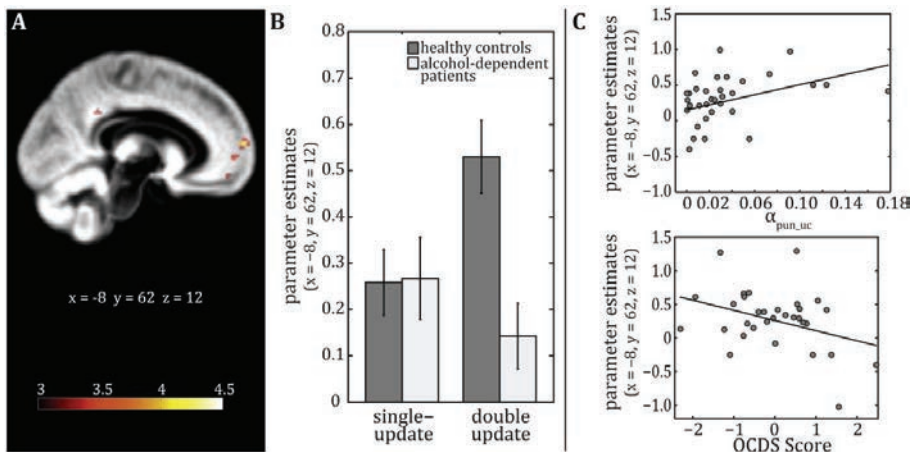 A
x = -8 y = 62 z = 12
3 3.5 4 4.5
B
healthy controls
alcohol-dependent
patients
parameter estimates
(x = −8, y = 62, z = 12)
0.8
0.7
0.6
0.5
0.4
0.3
0.2
0.1
0
single–
update
double
update
C
parameter estimates
(x = −8, y = 62, z = 12)
1.5
1.0
0.5
0
−0.5
−1.0
0 0.02 0.06 0.10 0.14 0.18
α pun_uc
parameter estimates
(x = −8, y = 62, z = 12)
1.5
1.0
0.5
0
−0.5
−1.0
−2 −1 0 1 2
OCDS Score